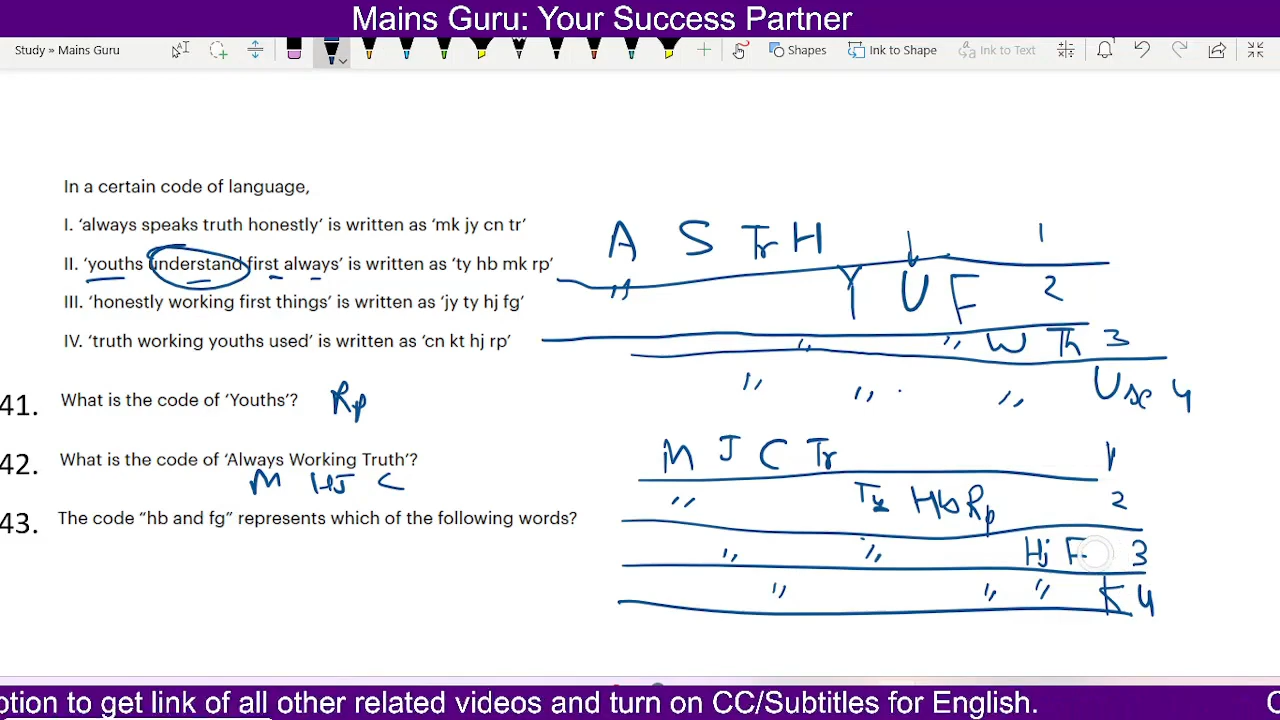 Mains Guru: Your Success Partner
Study » Mains Guru
Shapes
Ink to Shape
Ink to Text
In a certain code of language,
I. ‘always speaks truth honestly’ is written as ‘mk jy cn tr’
II. ‘youths understand first always’ is written as ‘ty hb mk rp’
III. ‘honestly working first things’ is written as ‘jy ty hj fg’
IV. ‘truth working youths used’ is written as ‘cn kt hj rp’
41. What is the code of ‘Youths’? Rp
42. What is the code of ‘Always Working Truth’?
M HJ C
43. The code “hb and fg” represents which of the following words?
A S Tr H 1
" Y U F 2
" " W Th 3
" " " Use 4
M J C Tr 1
" Ty Hb Rp 2
" " Hj F 3
" " " K 4
ption to get link of all other related videos and turn on CC/Subtitles for English. C